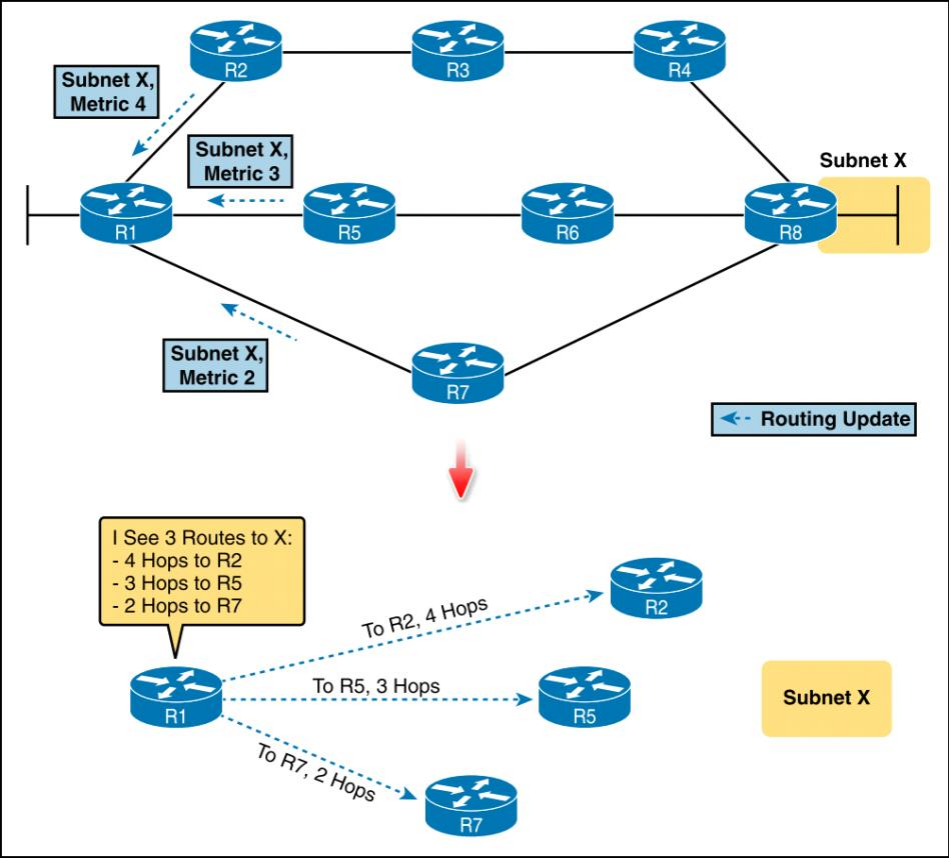 R2
R3
R4
Subnet X,
Metric 4
Subnet X,
Metric 3
Subnet X
R1
R5
R6
R8
Subnet X,
Metric 2
R7
Routing Update
I See 3 Routes to X:
- 4 Hops to R2
- 3 Hops to R5
- 2 Hops to R7
To R2, 4 Hops
R2
To R5, 3 Hops
R1
R5
Subnet X
To R7, 2 Hops
R7